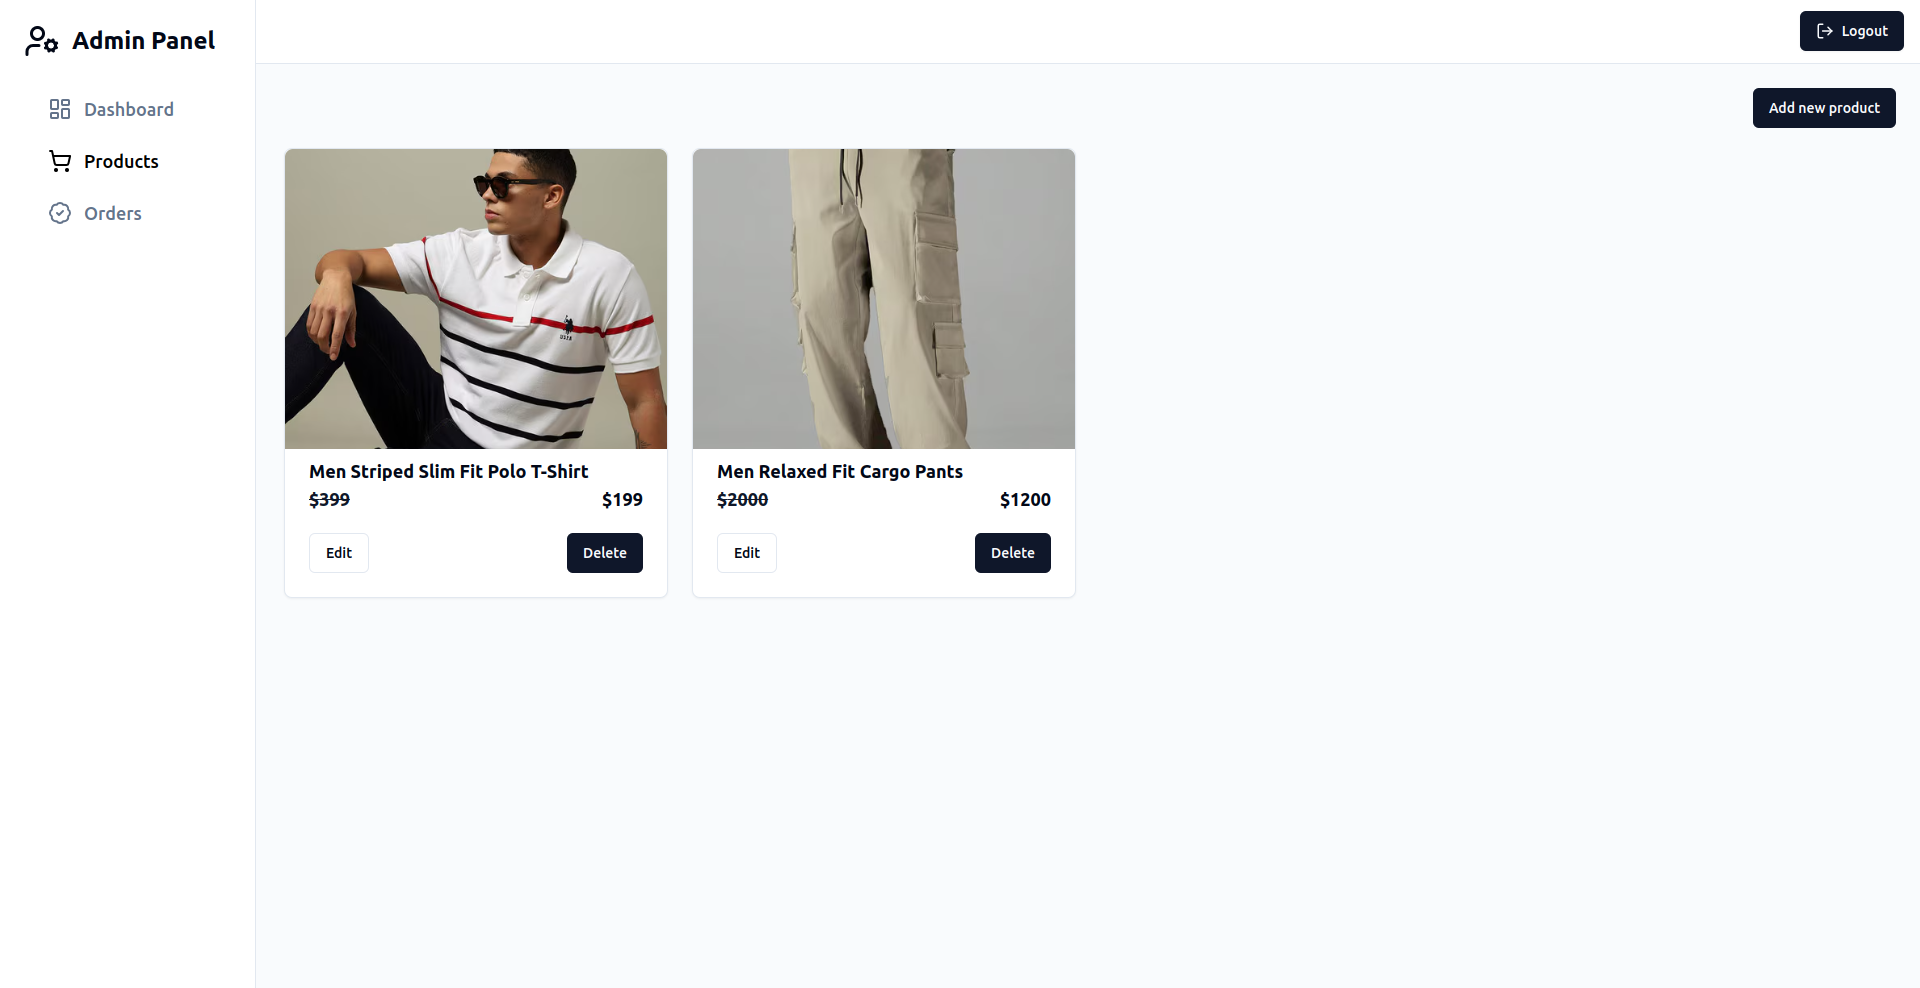 Admin Panel
Logout
Dashboard
Products
Orders
Add new product
Men Striped Slim Fit Polo T-Shirt
$399 $199
Edit Delete
Men Relaxed Fit Cargo Pants
$2000 $1200
Edit Delete